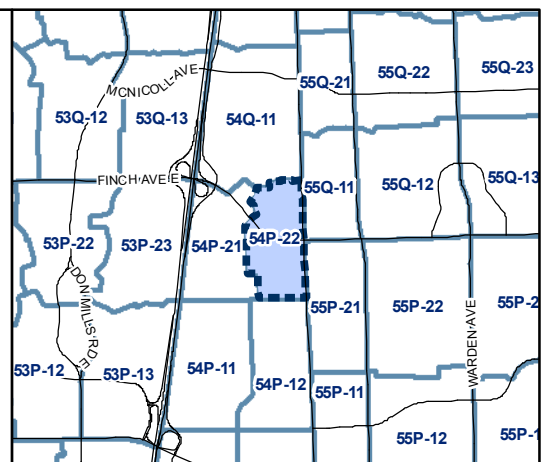 55Q-21
55Q-22
55Q-23
MCNICOLL AVE
53Q-12
53Q-13
54Q-11
FINCH AVE E
55Q-11
55Q-12
55Q-13
53P-22
53P-23
54P-21
54P-22
DON MILLS RD E
55P-21
55P-22
55P-2
WARDEN AVE
53P-12
53P-13
54P-11
54P-12
55P-11
55P-12
55P-1